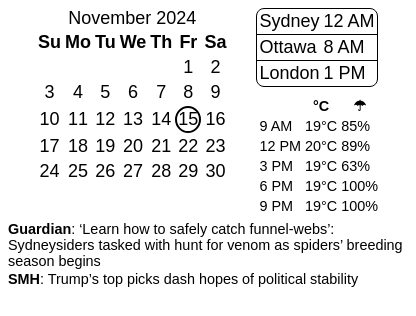 November 2024
Su Mo Tu We Th Fr Sa
1 2
3 4 5 6 7 8 9
10 11 12 13 14 15 16
17 18 19 20 21 22 23
24 25 26 27 28 29 30
Sydney 12 AM
Ottawa 8 AM
London 1 PM
°C ☂
9 AM 19°C 85%
12 PM 20°C 89%
3 PM 19°C 63%
6 PM 19°C 100%
9 PM 19°C 100%
Guardian: ‘Learn how to safely catch funnel-webs’:
Sydneysiders tasked with hunt for venom as spiders’ breeding
season begins
SMH: Trump’s top picks dash hopes of political stability